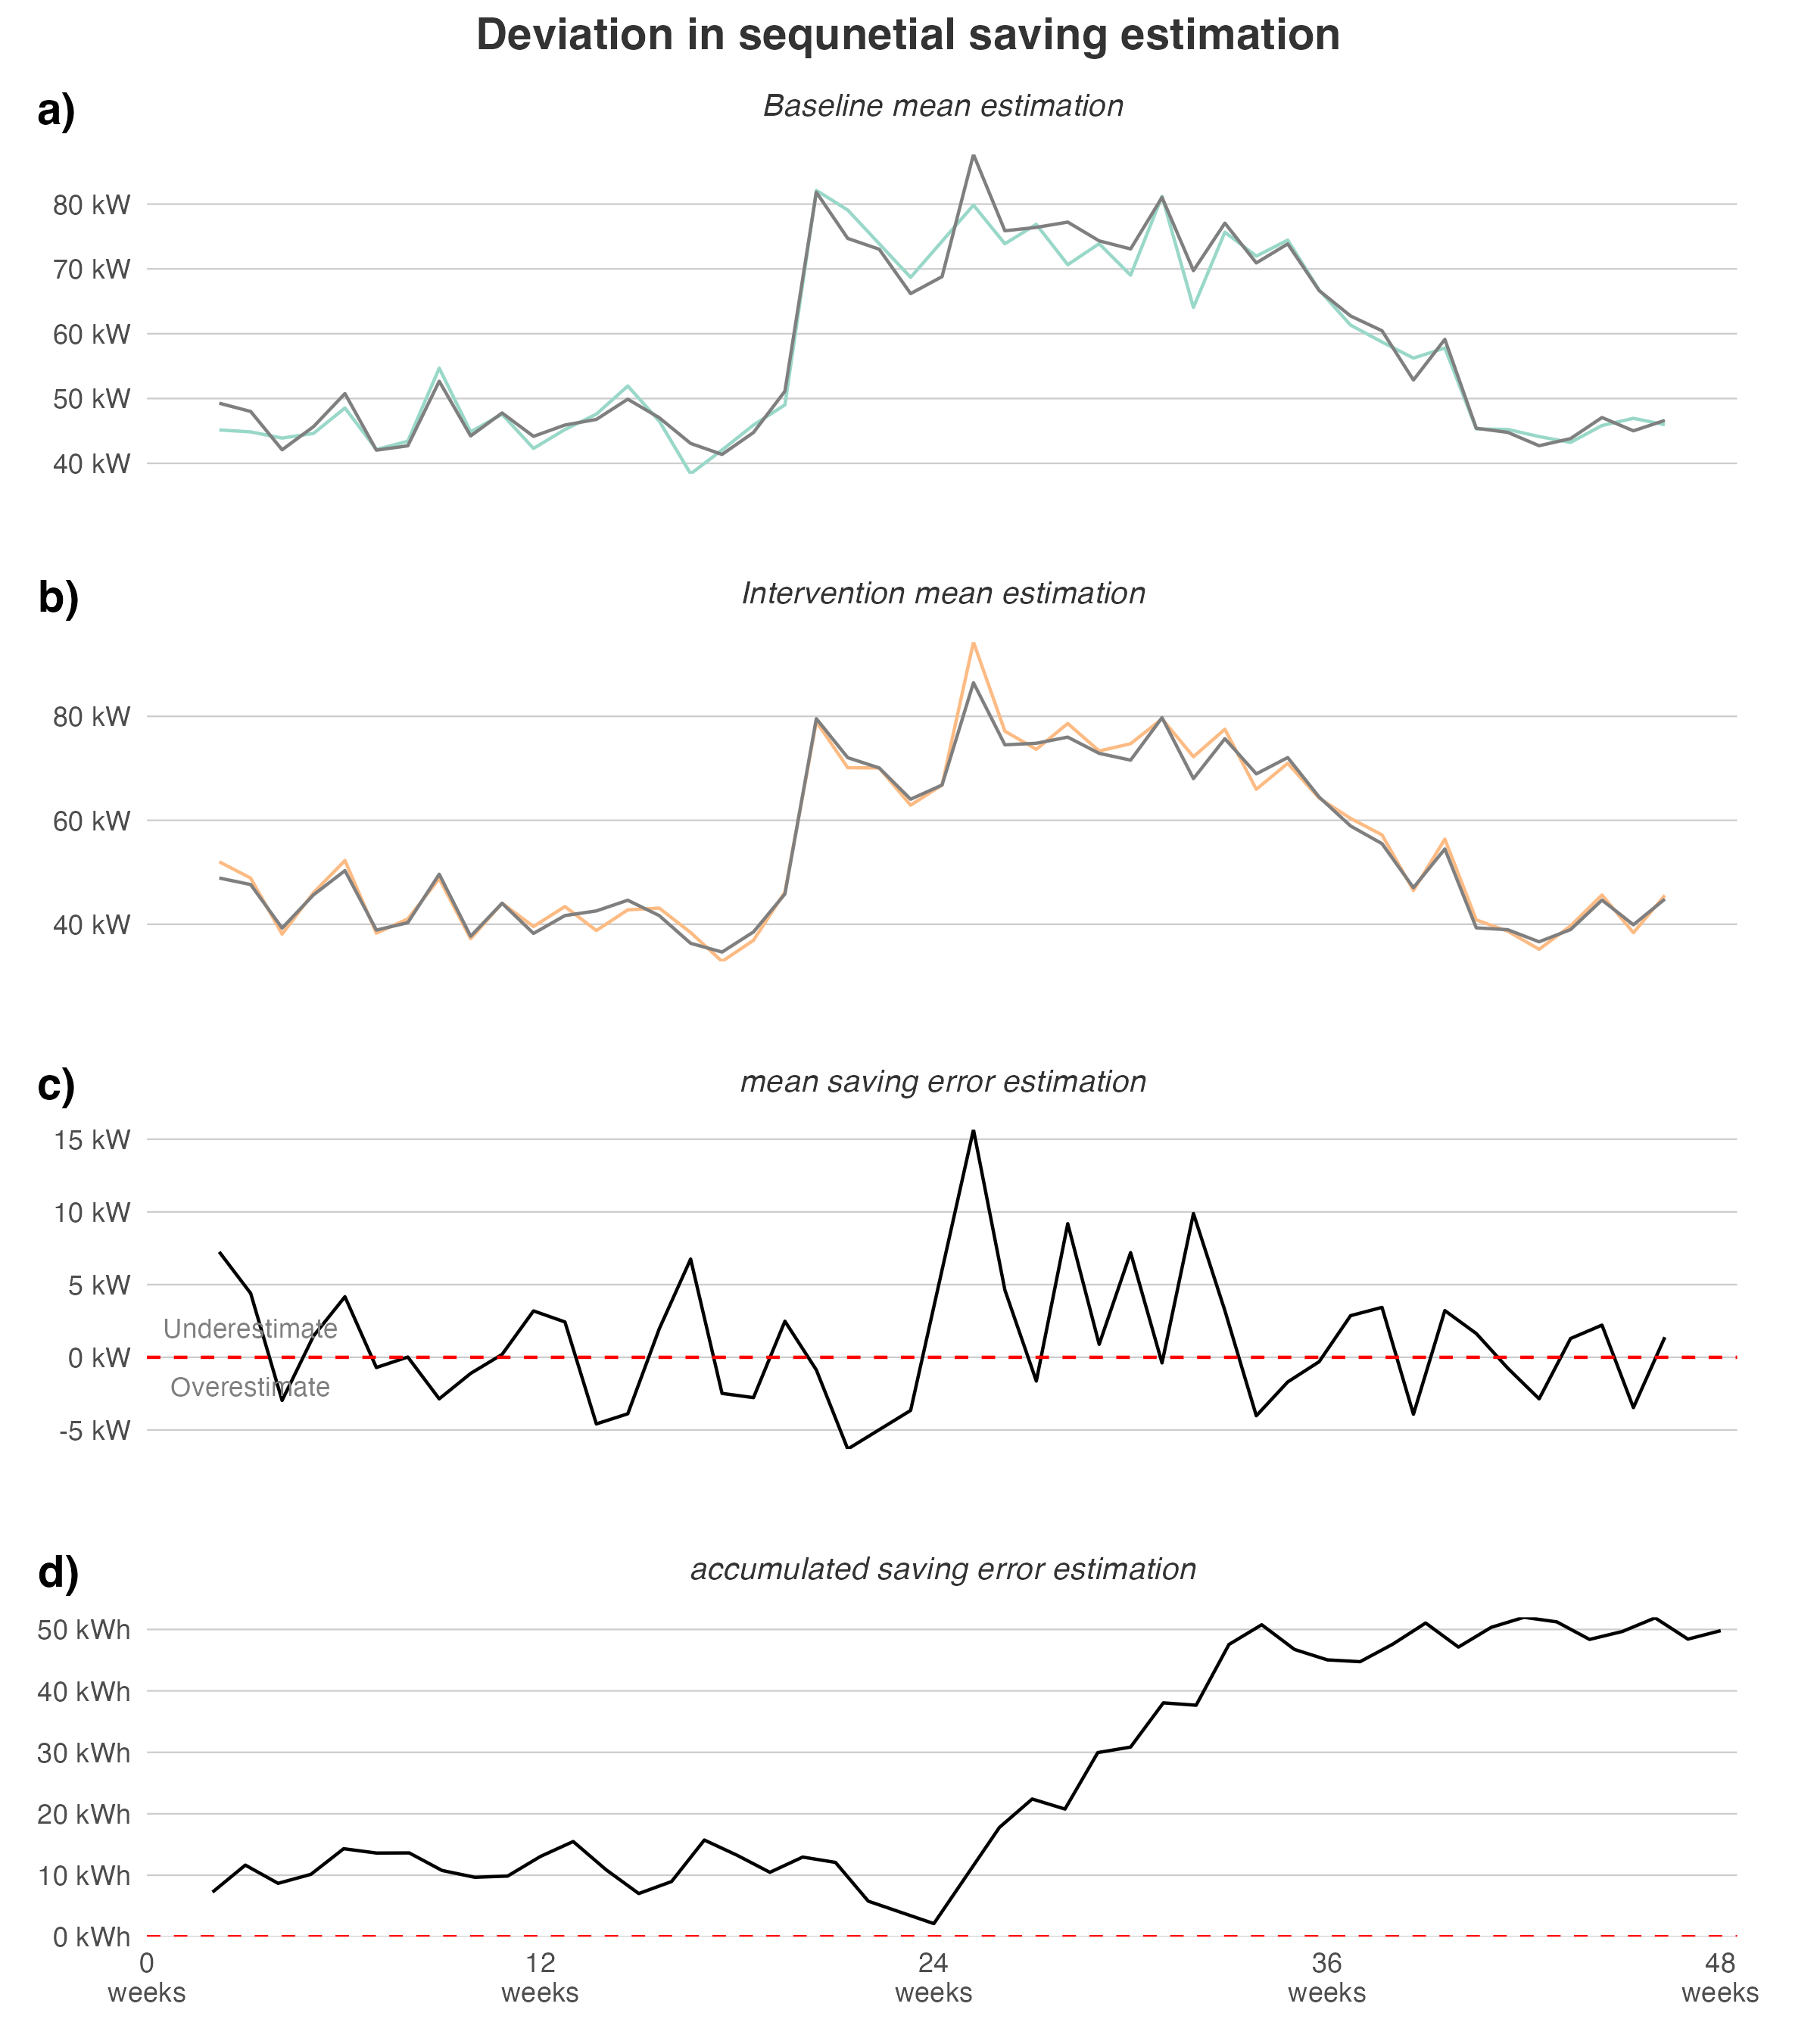 Deviation in sequnetial saving estimation
a)
Baseline mean estimation
80 kW
70 kW
60 kW
50 kW
40 kW
b)
Intervention mean estimation
80 kW
60 kW
40 kW
c)
mean saving error estimation
15 kW
10 kW
5 kW
Underestimate
0 kW
Overestimate
-5 kW
d)
accumulated saving error estimation
50 kWh
40 kWh
30 kWh
20 kWh
10 kWh
0 kWh
0 12 24 36 48
weeks weeks weeks weeks weeks